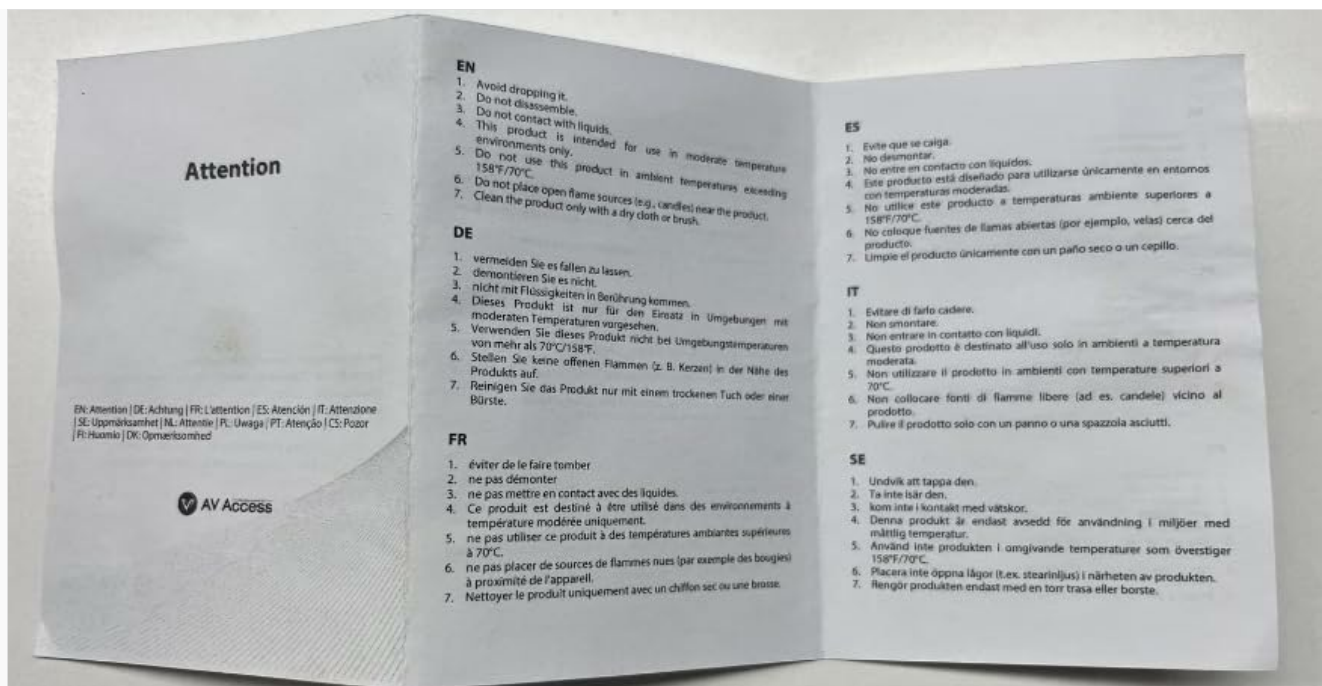 Attention
EN: Attention | DE: Achtung | FR: L'attention | ES: Atención | IT: Attenzione
| SE: Uppmärksamhet | NL: Attentie | PL: Uwaga | PT: Atenção | CS: Pozor
| FI: Huomio | DK: Opmærksomhed
AV Access
EN
1. Avoid dropping it.
2. Do not disassemble.
3. Do not contact with liquids.
4. This product is intended for use in moderate temperature
environments only.
5. Do not use this product in ambient temperatures exceeding
158°F/70°C.
6. Do not place open flame sources (e.g., candles) near the product.
7. Clean the product only with a dry cloth or brush.
DE
1. vermeiden Sie es fallen zu lassen.
2. demontieren Sie es nicht.
3. nicht mit Flüssigkeiten in Berührung kommen.
4. Dieses Produkt ist nur für den Einsatz in Umgebungen mit
moderaten Temperaturen vorgesehen.
5. Verwenden Sie dieses Produkt nicht bei Umgebungstemperaturen
von mehr als 70°C/158°F.
6. Stellen Sie keine offenen Flammen (z. B. Kerzen) in der Nähe des
Produkts auf.
7. Reinigen Sie das Produkt nur mit einem trockenen Tuch oder einer
Bürste.
FR
1. éviter de le faire tomber
2. ne pas démonter
3. ne pas mettre en contact avec des liquides.
4. Ce produit est destiné à être utilisé dans des environnements à
température modérée uniquement.
5. ne pas utiliser ce produit à des températures ambiantes supérieures
à 70°C.
6. ne pas placer de sources de flammes nues (par exemple des bougies)
à proximité de l'appareil.
7. Nettoyer le produit uniquement avec un chiffon sec ou une brosse.
ES
1. Evite que se caiga.
2. No desmontar.
3. No entre en contacto con líquidos.
4. Este producto está diseñado para utilizarse únicamente en entornos
con temperaturas moderadas.
5. No utilice este producto a temperaturas ambiente superiores a
158°F/70°C.
6. No coloque fuentes de llamas abiertas (por ejemplo, velas) cerca del
producto.
7. Limpie el producto únicamente con un paño seco o un cepillo.
IT
1. Evitare di farlo cadere.
2. Non smontare.
3. Non entrare in contatto con liquidi.
4. Questo prodotto è destinato all'uso solo in ambienti a temperatura
moderata.
5. Non utilizzare il prodotto in ambienti con temperature superiori a
70°C.
6. Non collocare fonti di fiamme libere (ad es. candele) vicino al
prodotto.
7. Pulire il prodotto solo con un panno o una spazzola asciutti.
SE
1. Undvik att tappa den.
2. Ta inte isär den.
3. kom inte i kontakt med vätskor.
4. Denna produkt är endast avsedd för användning i miljöer med
måttlig temperatur.
5. Använd inte produkten i omgivande temperaturer som överstiger
158°F/70°C.
6. Placera inte öppna lågor (t.ex. stearinljus) i närheten av produkten.
7. Rengör produkten endast med en torr trasa eller borste.